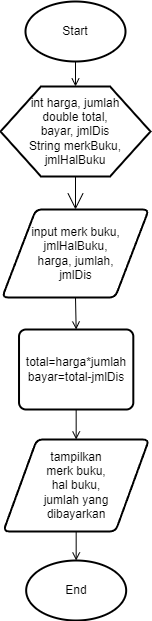 Start
int harga, jumlah
double total,
bayar, jmlDis
String merkBuku,
jmlHalBuku
input merk buku,
jmlHalBuku,
harga, jumlah,
jmlDis
total=harga*jumlah
bayar=total-jmlDis
tampilkan
merk buku,
hal buku,
jumlah yang
dibayarkan
End